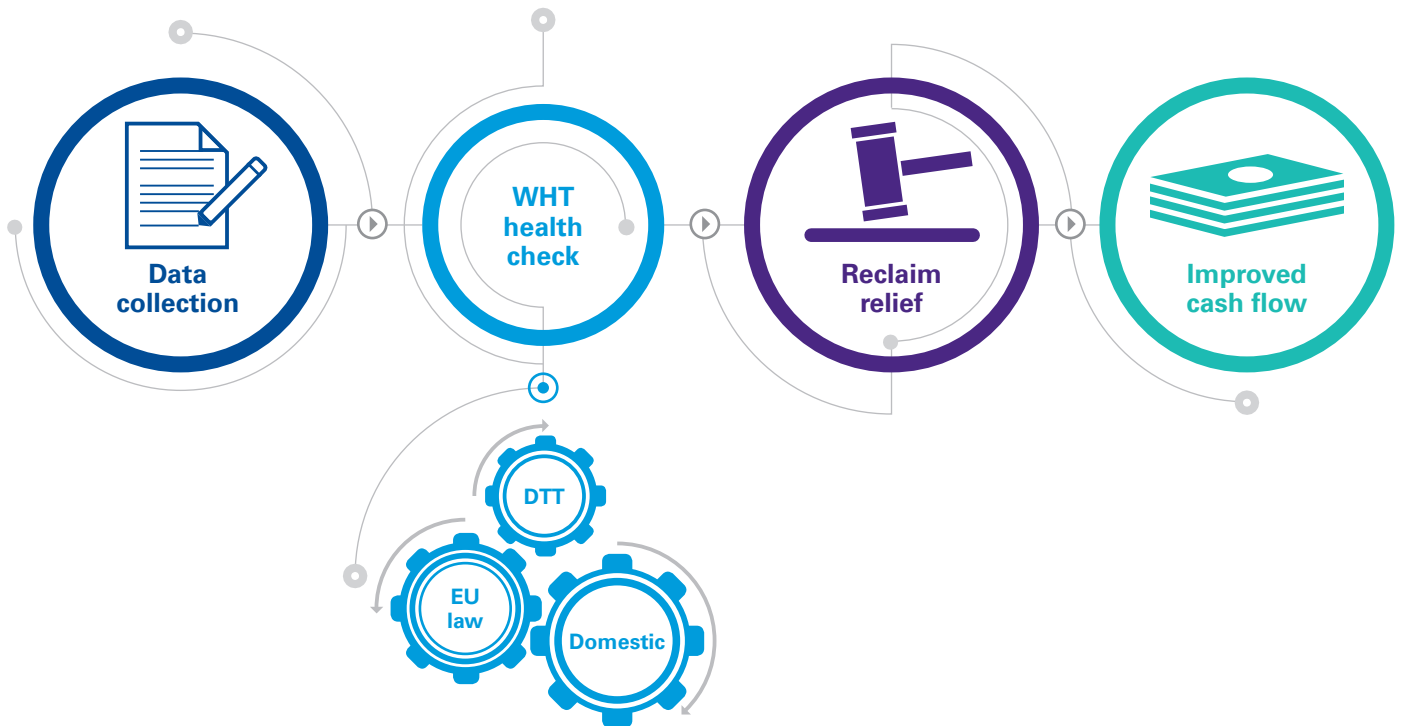 Data
collection
WHT
health
check
Reclaim
relief
Improved
cash flow
DTT
EU
law
Domestic